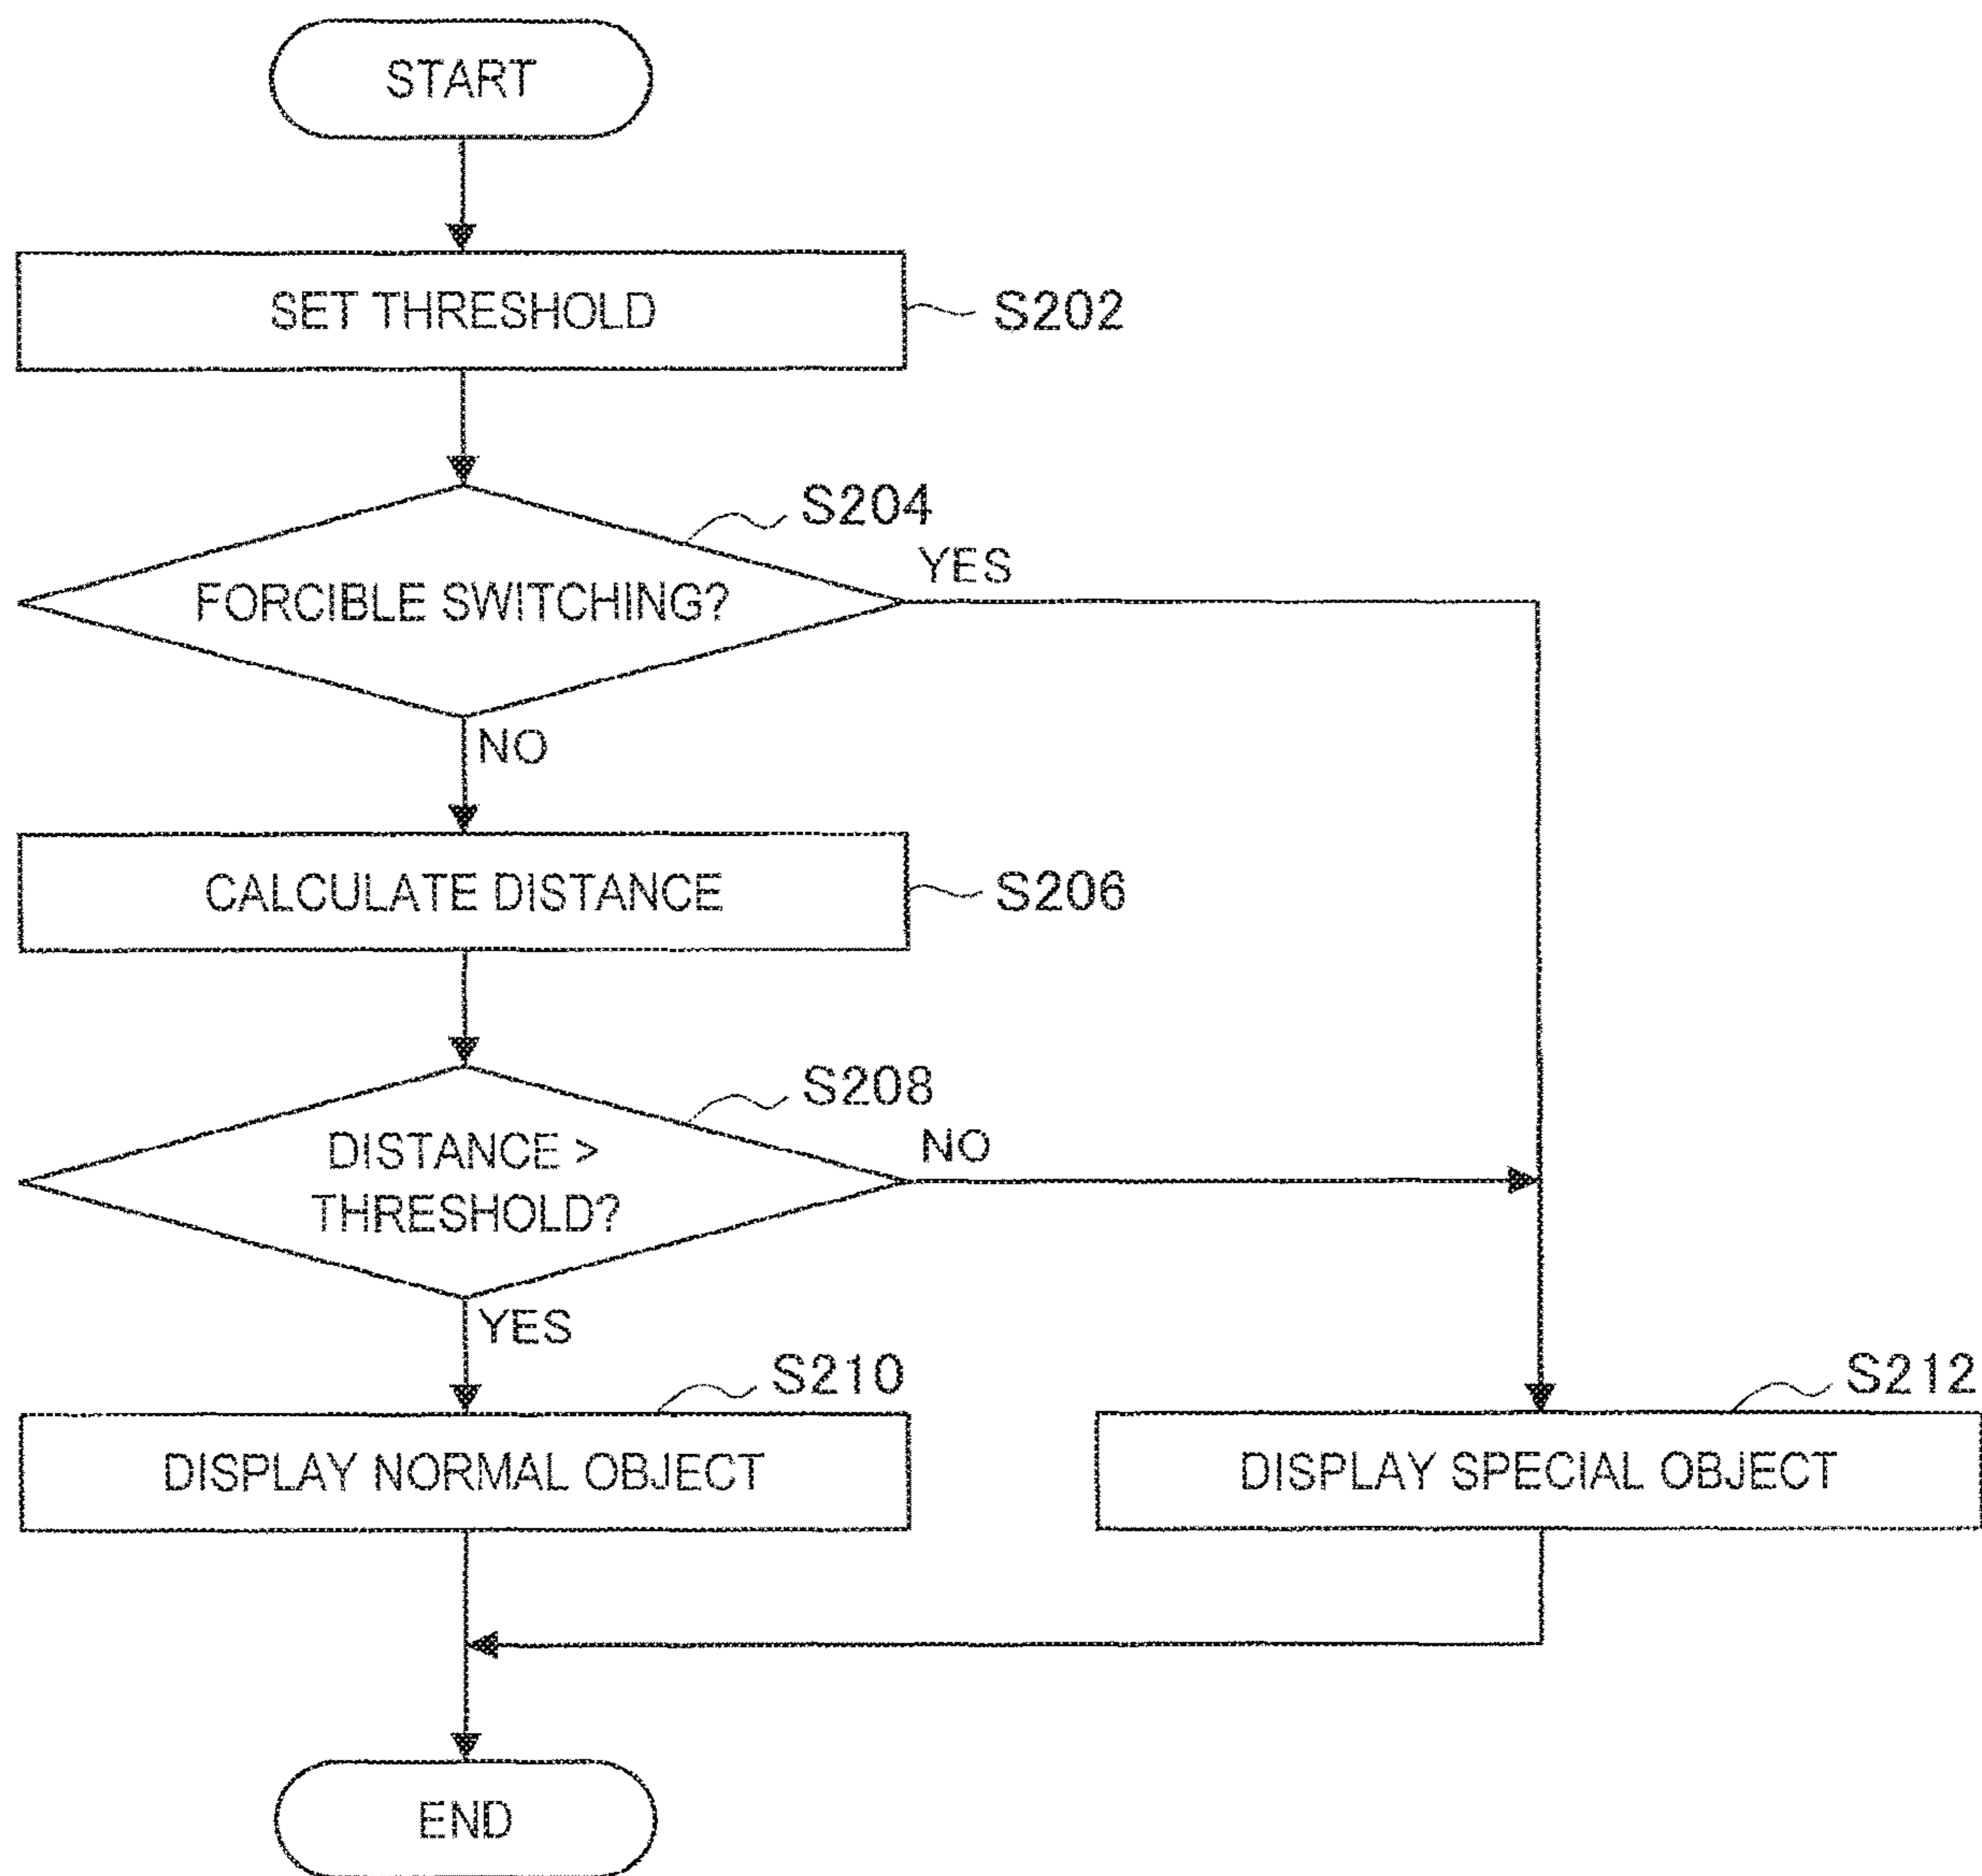 START
SET THRESHOLD
S202
S204
FORCIBLE SWITCHING?
YES
NO
CALCULATE DISTANCE
S206
S208
DISTANCE >
THRESHOLD?
NO
YES
S210
DISPLAY NORMAL OBJECT
S212
DISPLAY SPECIAL OBJECT
END